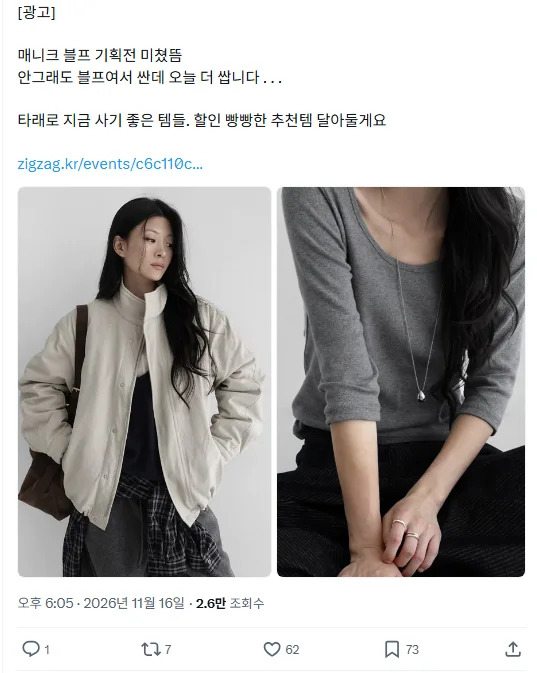 [광고]
매니크 블프 기획전 미쳤뜸
안그래도 블프여서 싼데 오늘 더 쌉니다 . . .
타래로 지금 사기 좋은 템들. 할인 빵빵한 추천템 달아둘게요
zigzag.kr/events/c6c110c...
오후 6:05 · 2026년 11월 16일 · 2.6만 조회수
1 7 62 73